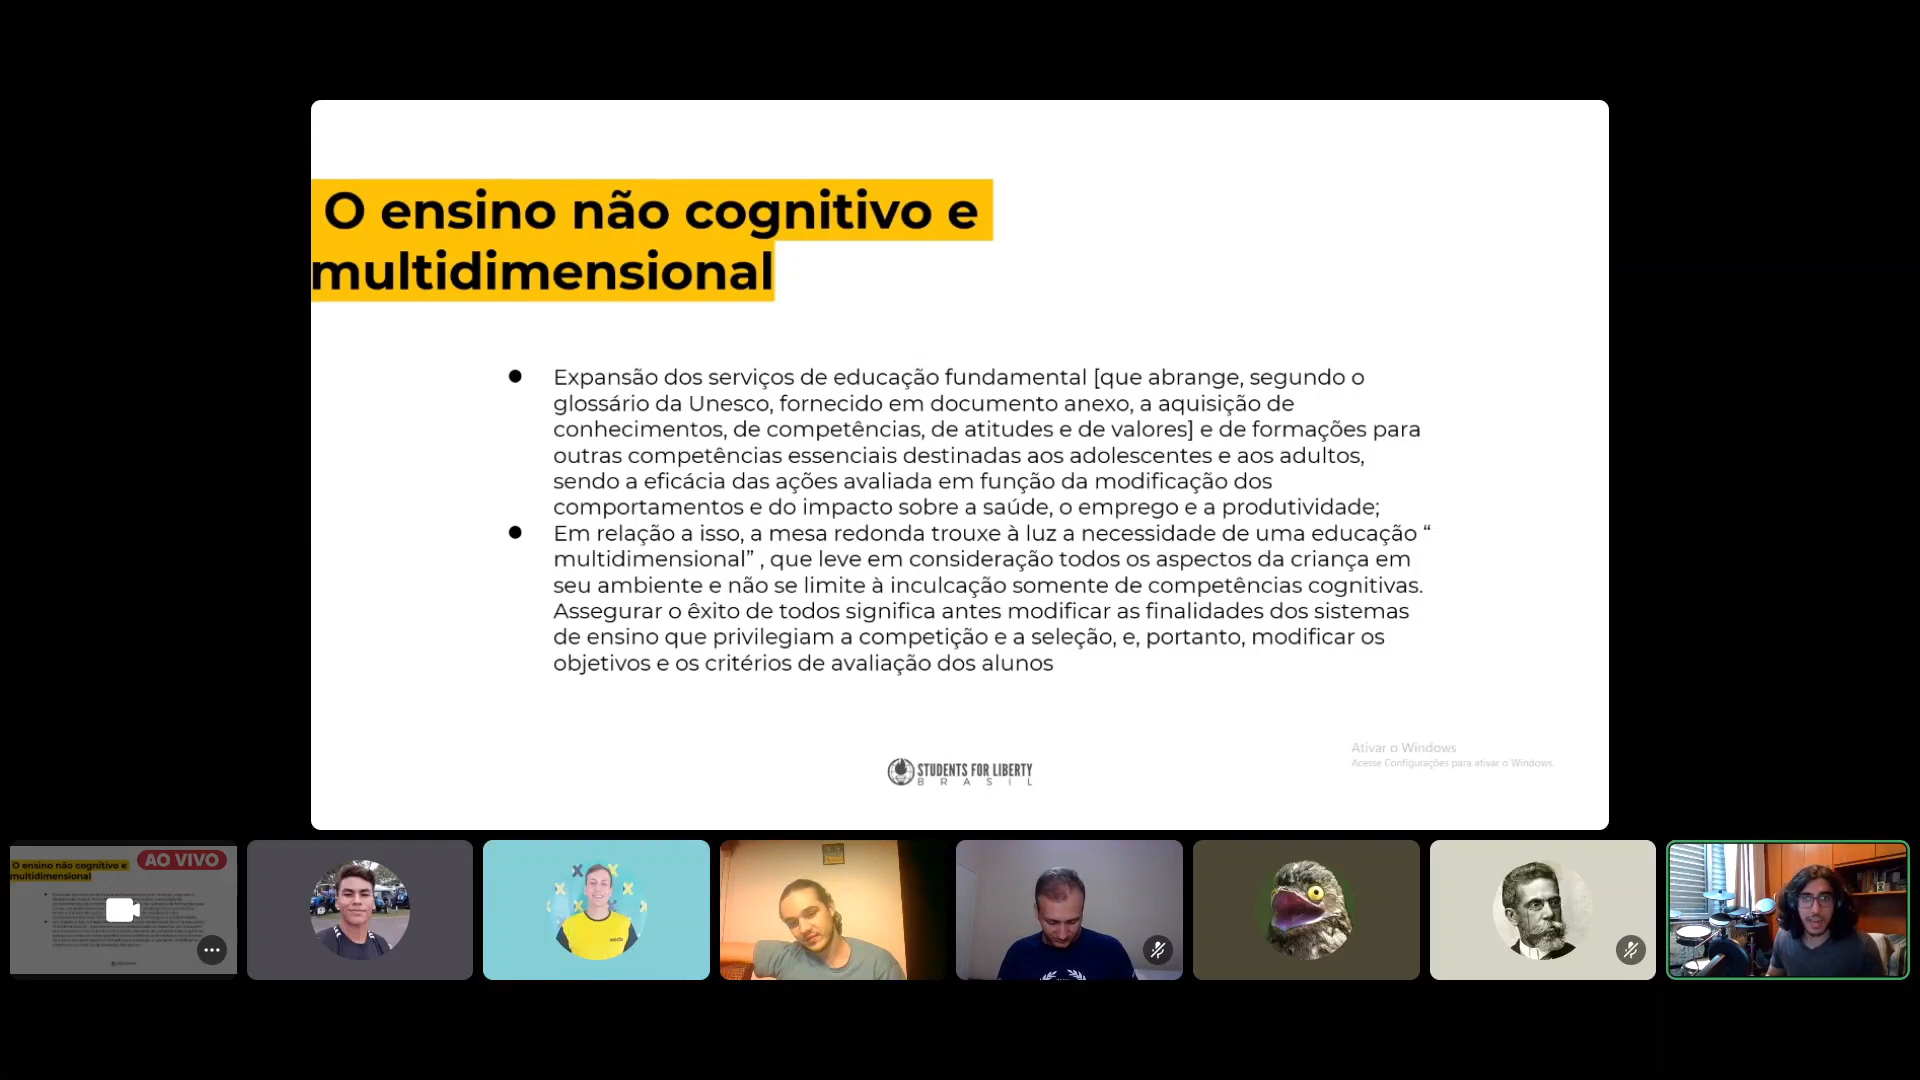 O ensino não cognitivo e
multidimensional
Expansão dos serviços de educação fundamental [que abrange, segundo o
glossário da Unesco, fornecido em documento anexo, a aquisição de
conhecimentos, de competências, de atitudes e de valores] e de formações para
outras competências essenciais destinadas aos adolescentes e aos adultos,
sendo a eficácia das ações avaliada em função da modificação dos
comportamentos e do impacto sobre a saúde, o emprego e a produtividade;
Em relação a isso, a mesa redonda trouxe à luz a necessidade de uma educação “
multidimensional” , que leve em consideração todos os aspectos da criança em
seu ambiente e não se limite à inculcação somente de competências cognitivas.
Assegurar o êxito de todos significa antes modificar as finalidades dos sistemas
de ensino que privilegiam a competição e a seleção, e, portanto, modificar os
objetivos e os critérios de avaliação dos alunos
Ativar o Windows
Acesse Configurações para ativar o Windows.
STUDENTS FOR LIBERTY
BRASIL
O ensino não cognitivo e
multidimensional
AO VIVO
wede